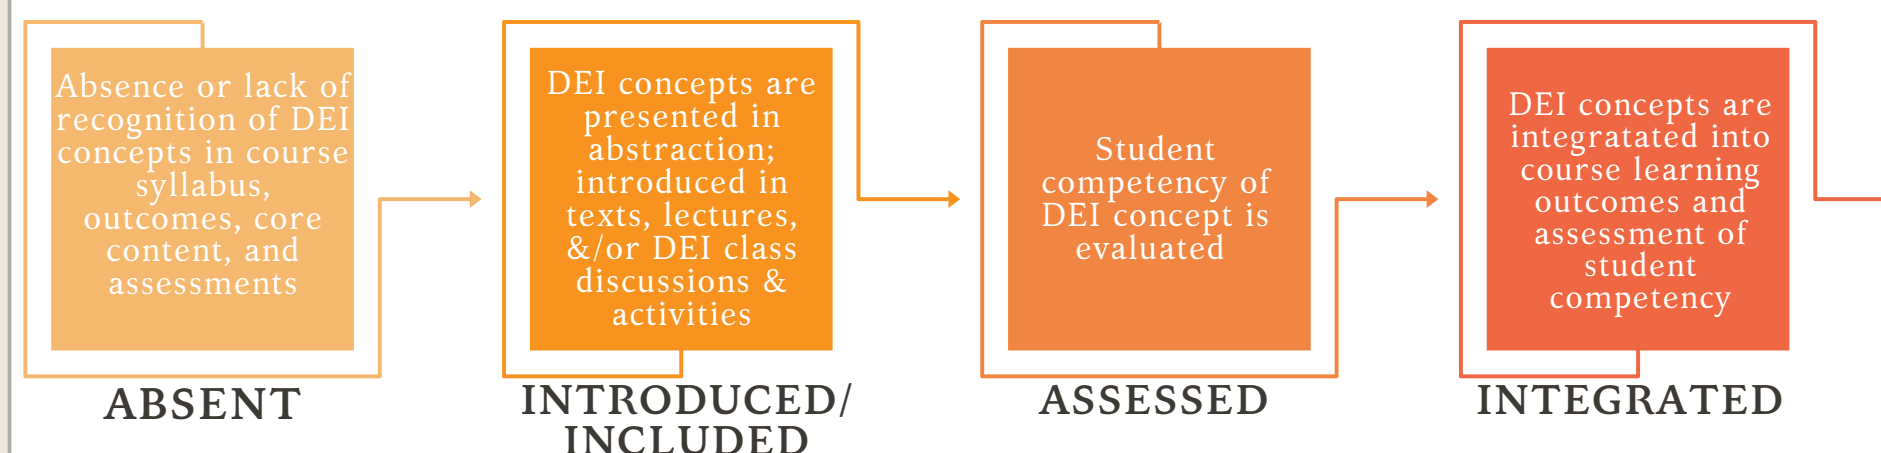 Absence or lack of
recognition of DEI
concepts in course
syllabus,
outcomes, core
content, and
assessments
ABSENT
DEI concepts are
presented in
abstraction;
introduced in
texts, lectures,
&/or DEI class
discussions &
activities
INTRODUCED/
INCLUDED
Student
competency of
DEI concept is
evaluated
ASSESSED
DEI concepts are
integratated into
course learning
outcomes and
assessment of
student
competency
INTEGRATED